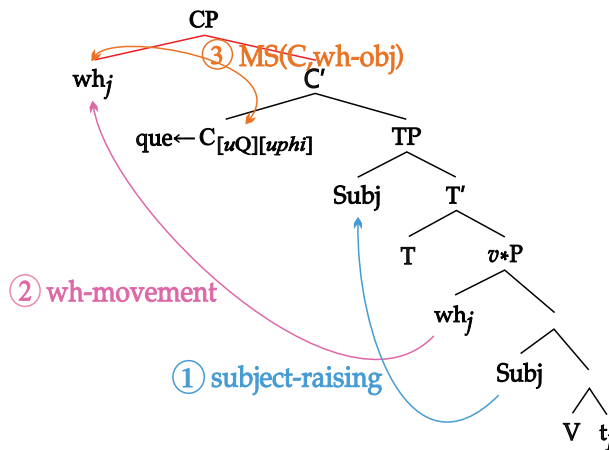 CP
③ MS(C,wh-obj)
whj
C′
que←C[uQ][uphi]
TP
Subj
T′
T
v*P
② wh-movement
whj
① subject-raising
Subj
V tj